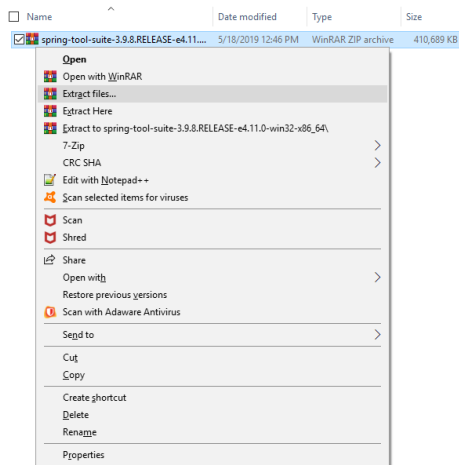 Name Date modified Type Size
spring-tool-suite-3.9.8.RELEASE-e4.11.... 5/18/2019 12:46 PM WinRAR ZIP archive 410,689 KB
Open
Open with WinRAR
Extract files...
Extract Here
Extract to spring-tool-suite-3.9.8.RELEASE-e4.11.0-win32-x86_64\
7-Zip
CRC SHA
Edit with Notepad++
Scan selected items for viruses
Scan
Shred
Share
Open with
Restore previous versions
Scan with Adaware Antivirus
Send to
Cut
Copy
Create shortcut
Delete
Rename
Properties